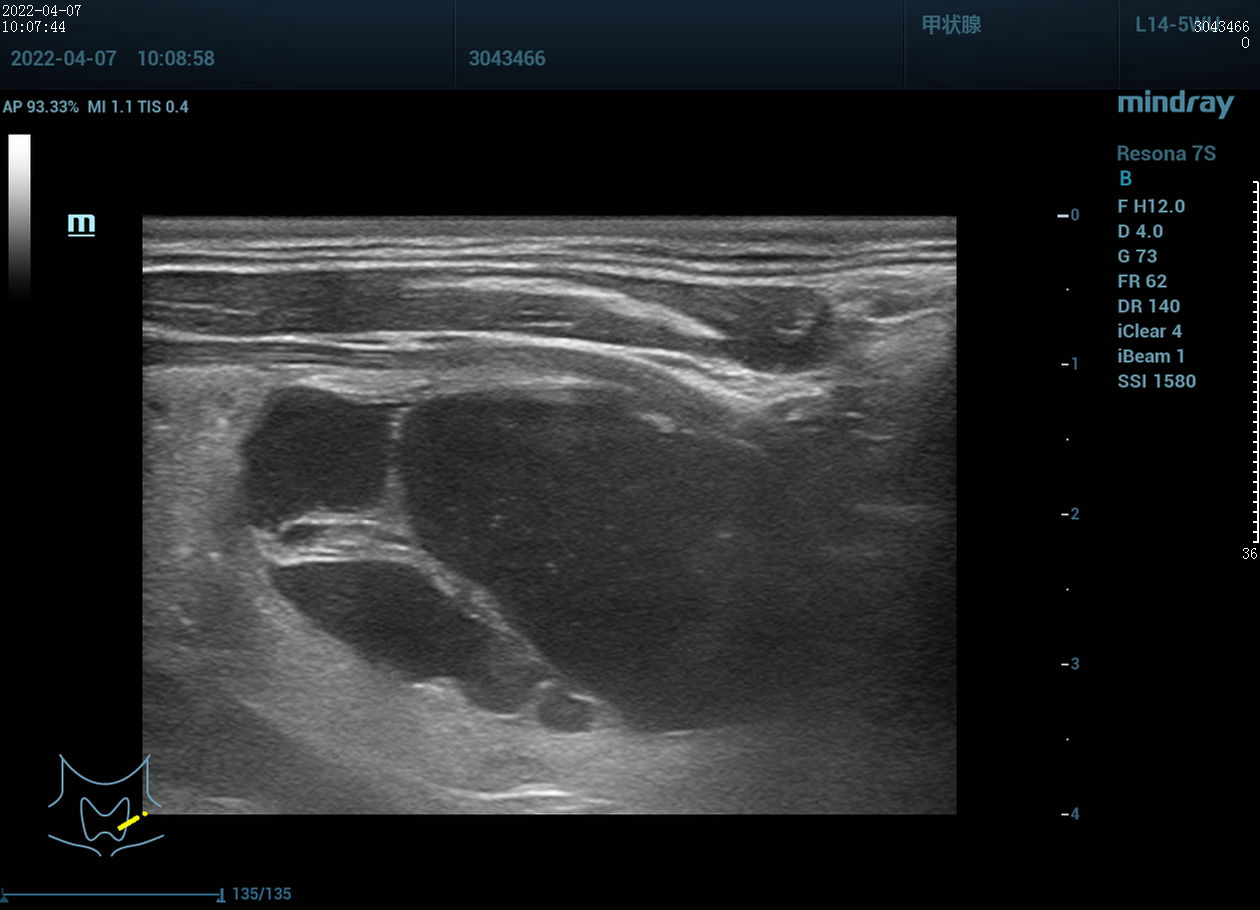 2022-04-07
10:07:44
甲状腺
3043466
0
2022-04-07 10:08:58
3043466
AP 93.33% MI 1.1 TIS 0.4
mindray
Resona 7S
B
m
F H12.0
D 4.0
G 73
FR 62
DR 140
iClear 4
iBeam 1
SSI 1580
0
1
2
3
4
36
135/135